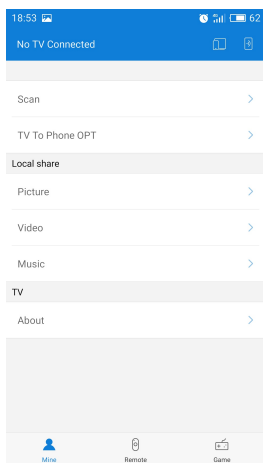 18:53 4G 62
No TV Connected
Scan
TV To Phone OPT
Local share
Picture
Video
Music
TV
About
Mine Remote Game